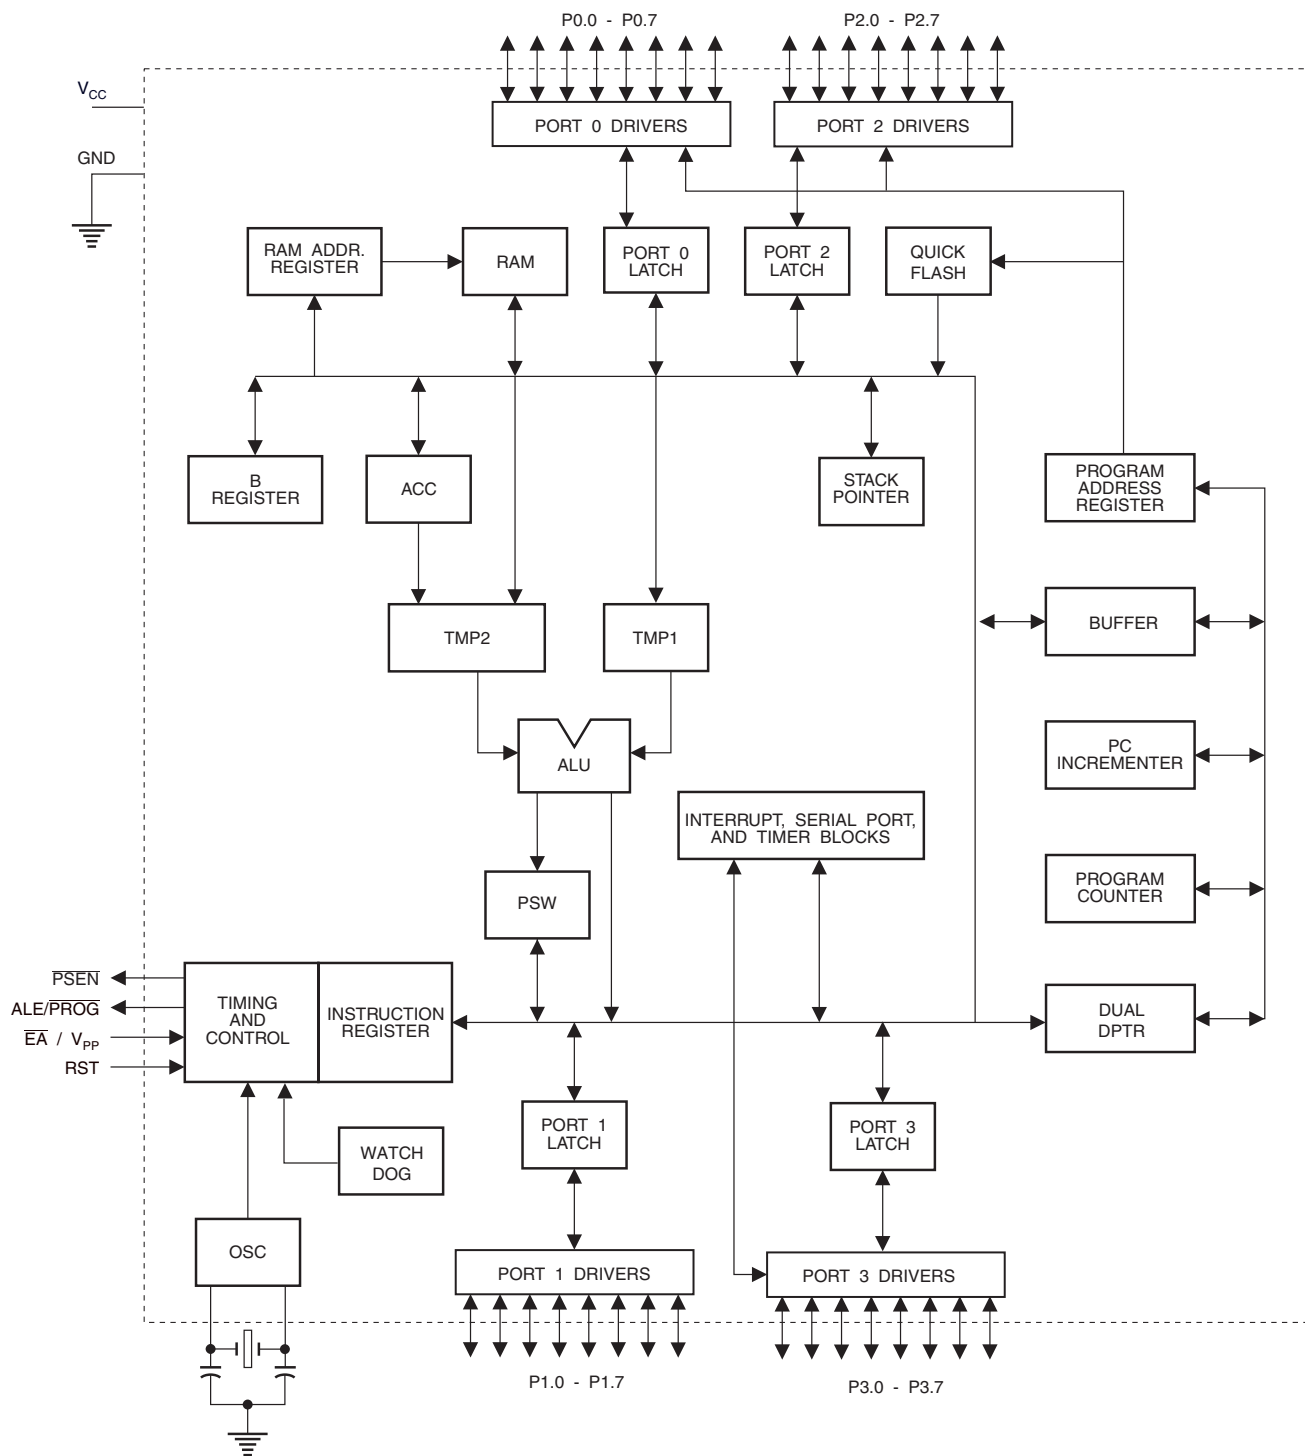 P0.0 - P0.7
P2.0 - P2.7
VCC
PORT 0 DRIVERS
PORT 2 DRIVERS
GND
RAM ADDR.
REGISTER
RAM
PORT 0
LATCH
PORT 2
LATCH
QUICK
FLASH
B
REGISTER
ACC
STACK
POINTER
PROGRAM
ADDRESS
REGISTER
TMP2
TMP1
BUFFER
ALU
PC
INCREMENTER
INTERRUPT, SERIAL PORT,
AND TIMER BLOCKS
PSW
PROGRAM
COUNTER
PSEN
ALE/PROG
EA / VPP
RST
TIMING
AND
CONTROL
INSTRUCTION
REGISTER
DUAL
DPTR
WATCH
DOG
PORT 1
LATCH
PORT 3
LATCH
OSC
PORT 1 DRIVERS
PORT 3 DRIVERS
P1.0 - P1.7
P3.0 - P3.7